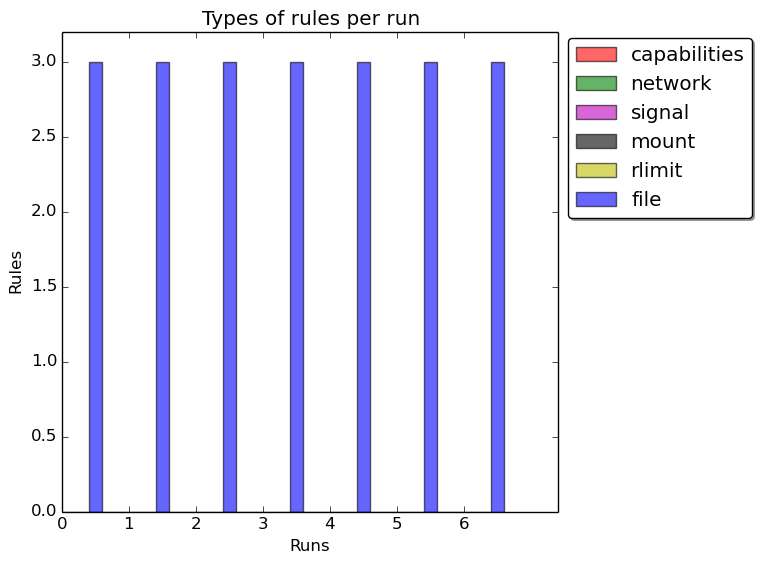 Types of rules per run
capabilities
network
signal
mount
rlimit
file
3.0
2.5
2.0
1.5
1.0
0.5
0.0
Rules
0 1 2 3 4 5 6
Runs